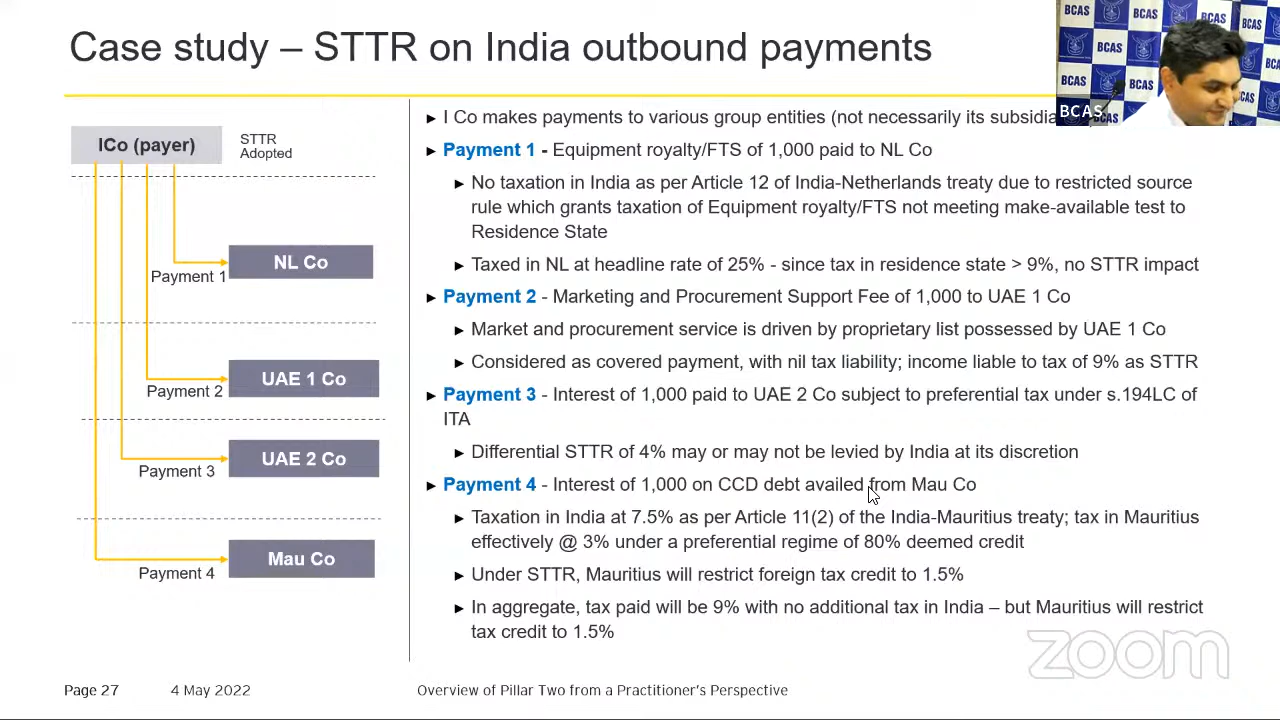 Case study – STTR on India outbound payments
BCAS
BCAS
BCAS
BCAS
BCAS
BCAS
BCAS
ICo (payer)
STTR
Adopted
NL Co
Payment 1
UAE 1 Co
Payment 2
UAE 2 Co
Payment 3
Mau Co
Payment 4
► I Co makes payments to various group entities (not necessarily its subsidia
► Payment 1 - Equipment royalty/FTS of 1,000 paid to NL Co
► No taxation in India as per Article 12 of India-Netherlands treaty due to restricted source
rule which grants taxation of Equipment royalty/FTS not meeting make-available test to
Residence State
► Taxed in NL at headline rate of 25% - since tax in residence state > 9%, no STTR impact
► Payment 2 - Marketing and Procurement Support Fee of 1,000 to UAE 1 Co
► Market and procurement service is driven by proprietary list possessed by UAE 1 Co
► Considered as covered payment, with nil tax liability; income liable to tax of 9% as STTR
► Payment 3 - Interest of 1,000 paid to UAE 2 Co subject to preferential tax under s.194LC of
ITA
► Differential STTR of 4% may or may not be levied by India at its discretion
► Payment 4 - Interest of 1,000 on CCD debt availed from Mau Co
► Taxation in India at 7.5% as per Article 11(2) of the India-Mauritius treaty; tax in Mauritius
effectively @ 3% under a preferential regime of 80% deemed credit
► Under STTR, Mauritius will restrict foreign tax credit to 1.5%
► In aggregate, tax paid will be 9% with no additional tax in India – but Mauritius will restrict
tax credit to 1.5%
zoom
Page 27
4 May 2022
Overview of Pillar Two from a Practitioner's Perspective